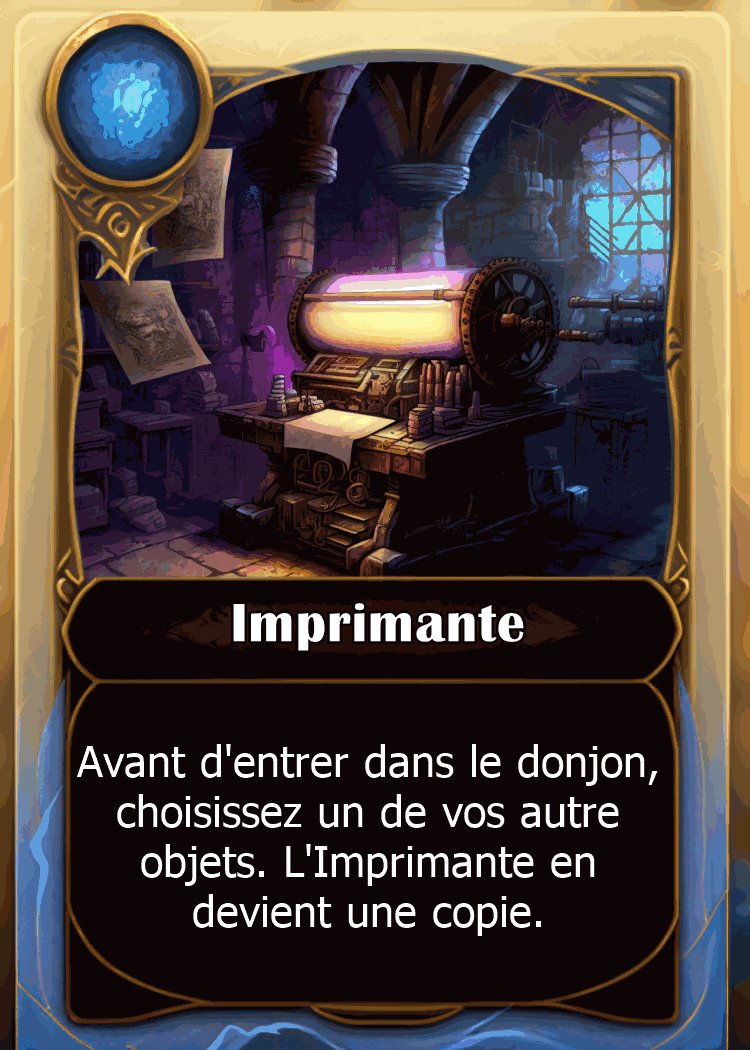 Imprimante
Avant d'entrer dans le donjon,
choisissez un de vos autre
objets. L'Imprimante en
devient une copie.